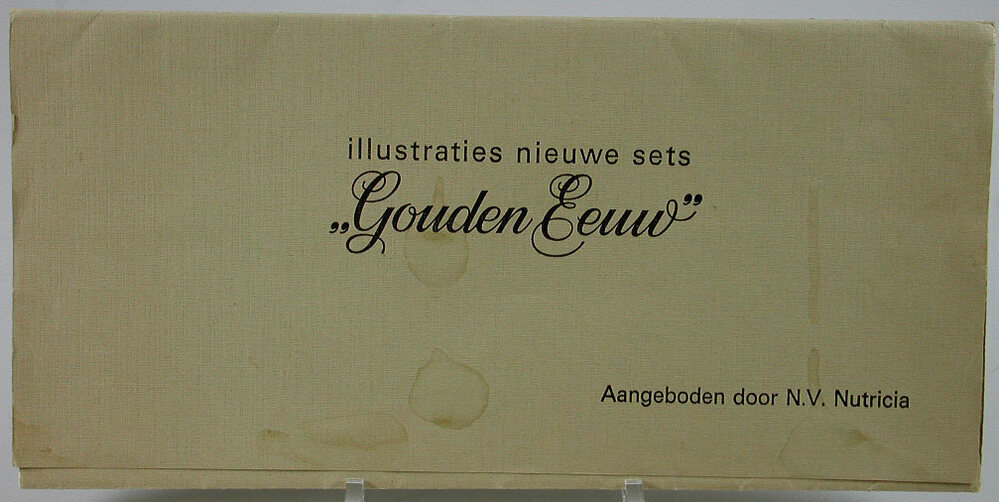 illustraties nieuwe sets
„Gouden Eeuw”
Aangeboden door N.V. Nutricia